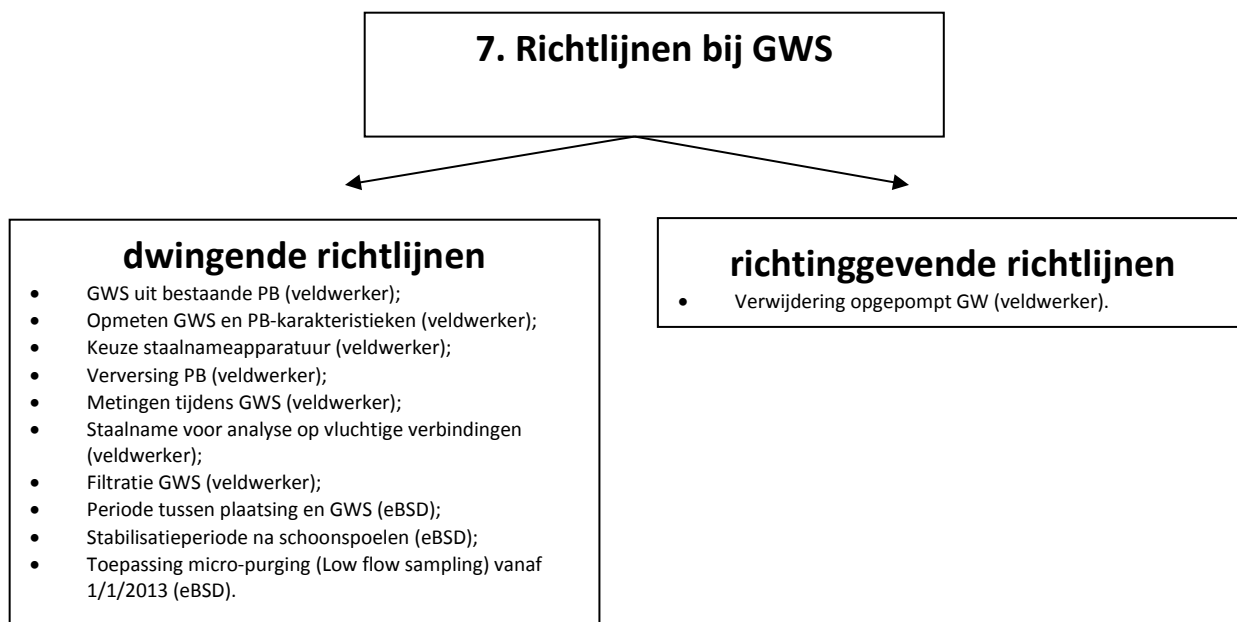 7. Richtlijnen bij GWS
dwingende richtlijnen
• GWS uit bestaande PB (veldwerker);
• Opmeten GWS en PB-karakteristieken (veldwerker);
• Keuze staalnameapparatuur (veldwerker);
• Verversing PB (veldwerker);
• Metingen tijdens GWS (veldwerker);
• Staalname voor analyse op vluchtige verbindingen
(veldwerker);
• Filtratie GWS (veldwerker);
• Periode tussen plaatsing en GWS (eBSD);
• Stabilisatieperiode na schoonspoelen (eBSD);
• Toepassing micro-purging (Low flow sampling) vanaf
1/1/2013 (eBSD).
richtinggevende richtlijnen
• Verwijdering opgepompt GW (veldwerker).